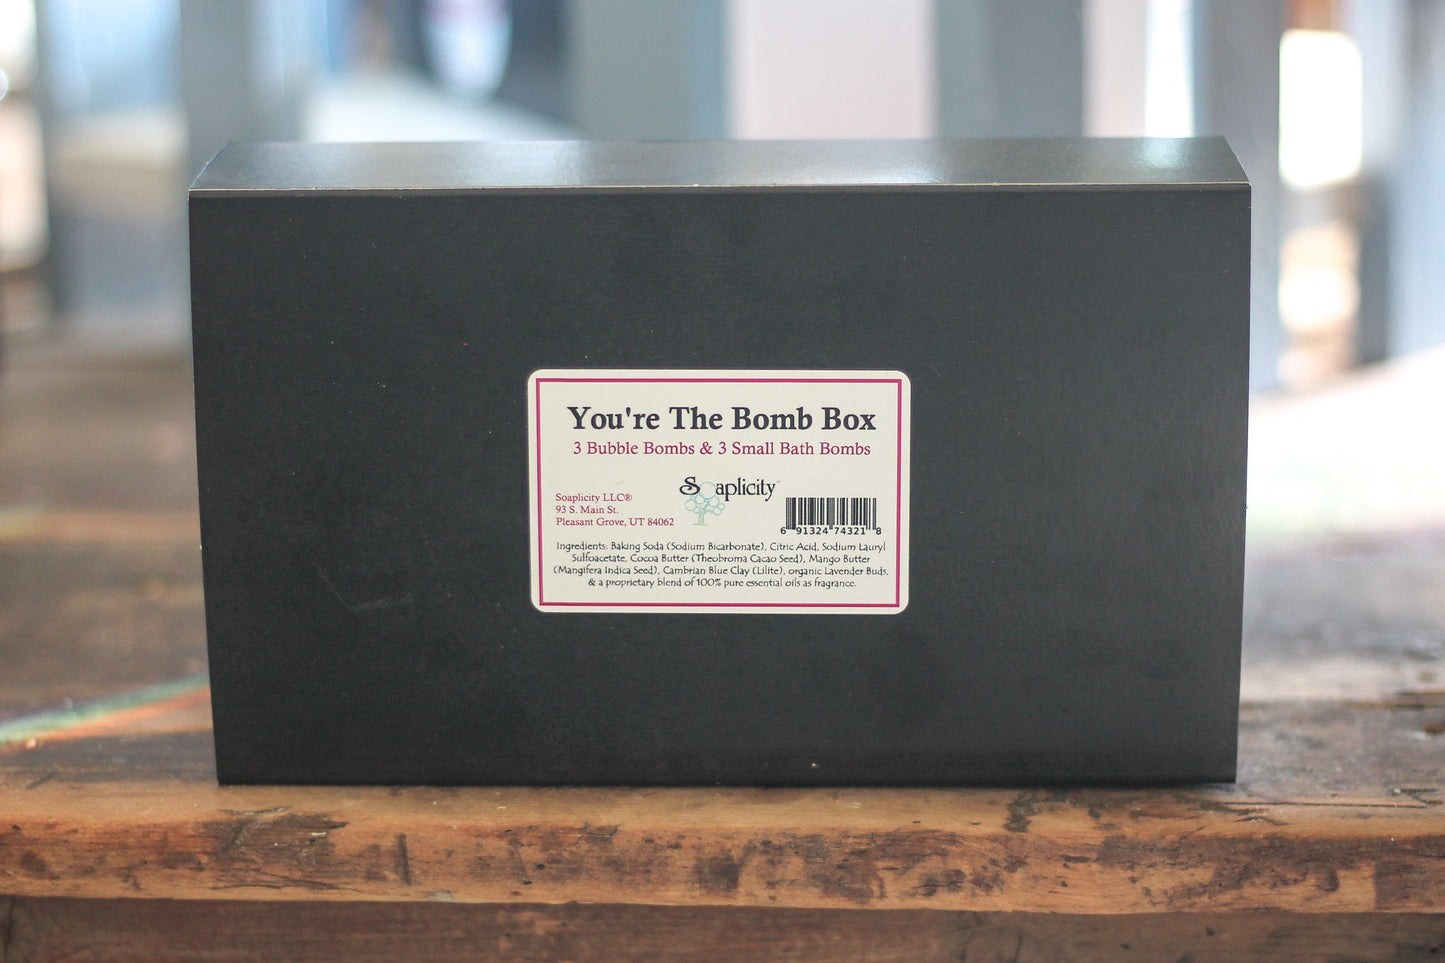 You're The Bomb Box
3 Bubble Bombs & 3 Small Bath Bombs
Soaplicity™
Soaplicity LLC®
93 S. Main St.
Pleasant Grove, UT 84062
6 91324 74321 8
Ingredients: Baking Soda (Sodium Bicarbonate), Citric Acid, Sodium Lauryl
Sulfoacetate, Cocoa Butter (Theobroma Cacao Seed), Mango Butter
(Mangifera Indica Seed), Cambrian Blue Clay (Lilite), organic Lavender Buds,
& a proprietary blend of 100% pure essential oils as fragrance.